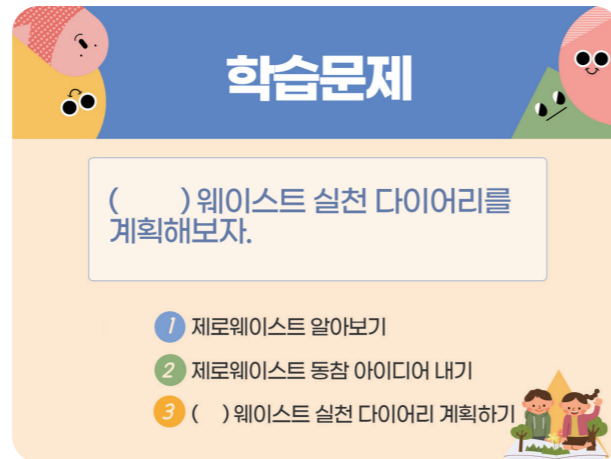 학습문제
(      ) 웨이스트 실천 다이어리를
계획해보자.
1 제로웨이스트 알아보기
2 제로웨이스트 동참 아이디어 내기
3 (   ) 웨이스트 실천 다이어리 계획하기